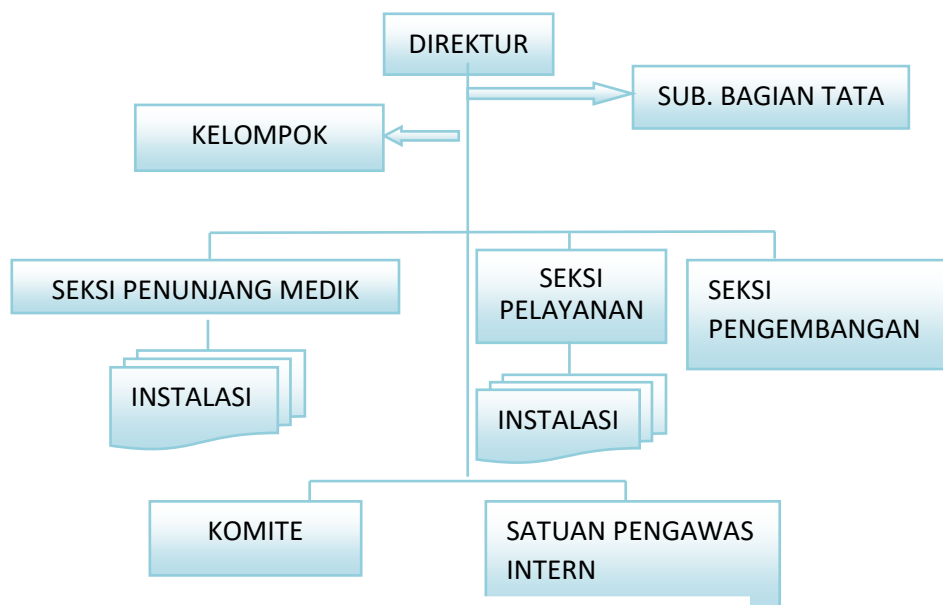 DIREKTUR
SUB. BAGIAN TATA
KELOMPOK
SEKSI PENUNJANG MEDIK
SEKSI
PELAYANAN
SEKSI
PENGEMBANGAN
INSTALASI
INSTALASI
KOMITE
SATUAN PENGAWAS
INTERN